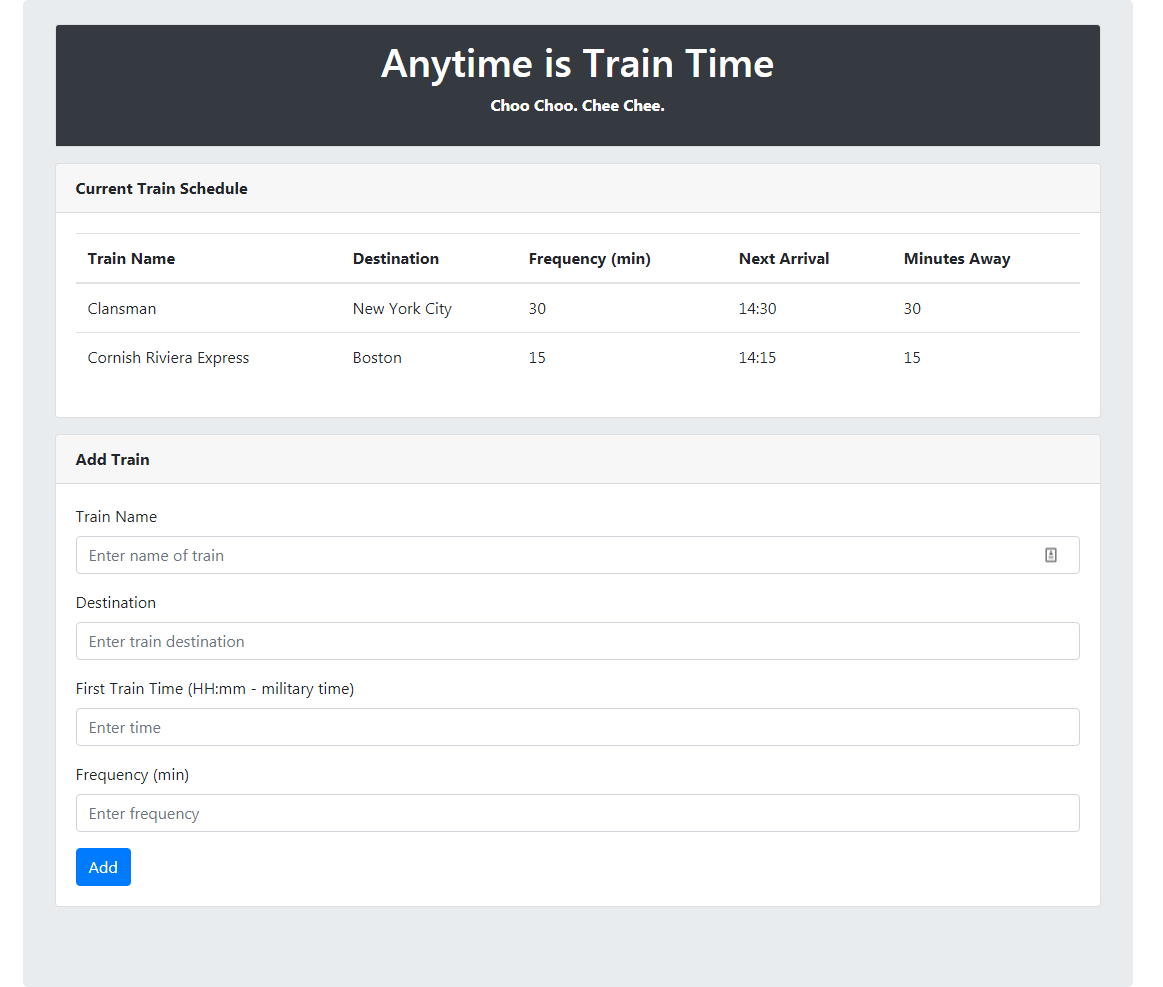 Anytime is Train Time
Choo Choo. Chee Chee.
Current Train Schedule
Train Name Destination Frequency (min) Next Arrival Minutes Away
Clansman New York City 30 14:30 30
Cornish Riviera Express Boston 15 14:15 15
Add Train
Train Name
Enter name of train
Destination
Enter train destination
First Train Time (HH:mm - military time)
Enter time
Frequency (min)
Enter frequency
Add